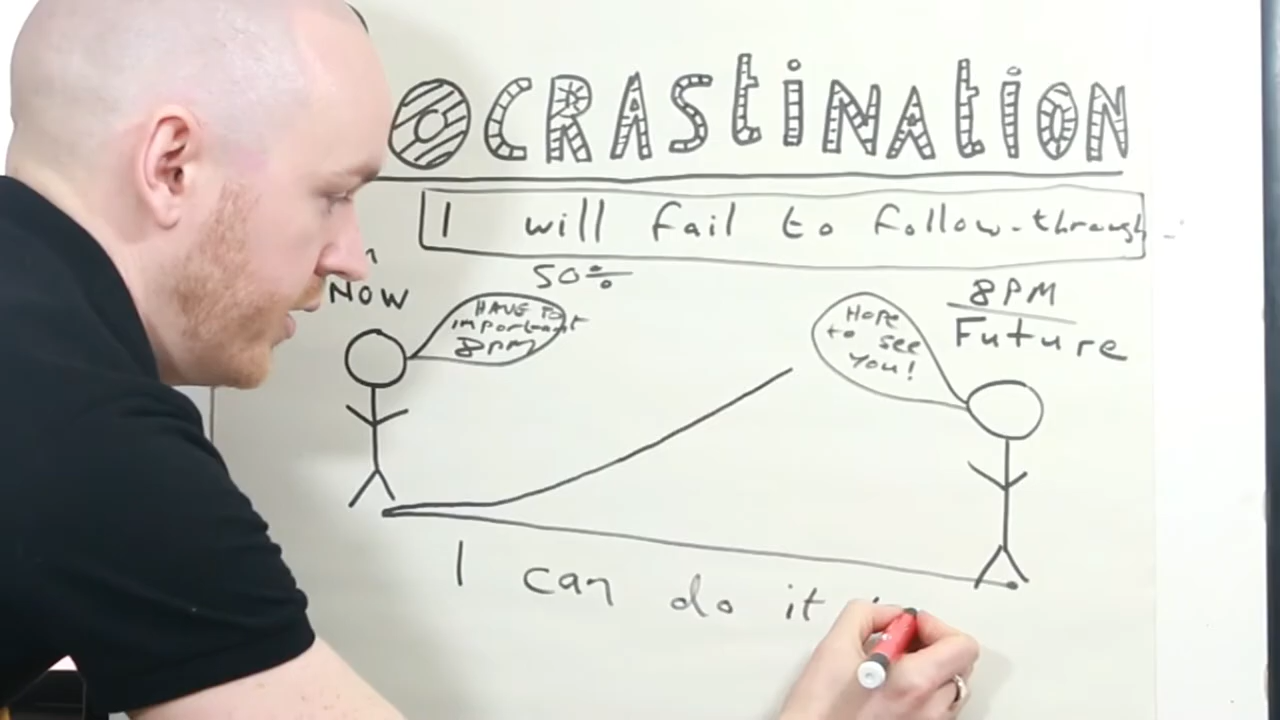 OCRAStiNAtiON
I will fail to follow-through
50%
NOW
HAVE TO
important
8pm
HOPE
to see
You!
8PM
Future
I can do it